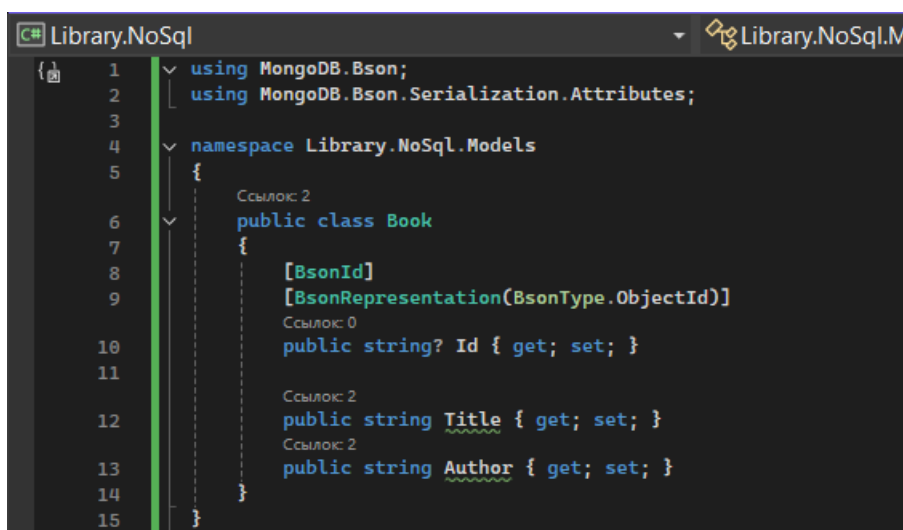 C# Library.NoSql
Library.NoSql.M
1 using MongoDB.Bson;
2 using MongoDB.Bson.Serialization.Attributes;
3
4 namespace Library.NoSql.Models
5 {
Ссылок: 2
6 public class Book
7 {
8 [BsonId]
9 [BsonRepresentation(BsonType.ObjectId)]
Ссылок: 0
10 public string? Id { get; set; }
11
Ссылок: 2
12 public string Title { get; set; }
Ссылок: 2
13 public string Author { get; set; }
14 }
15 }